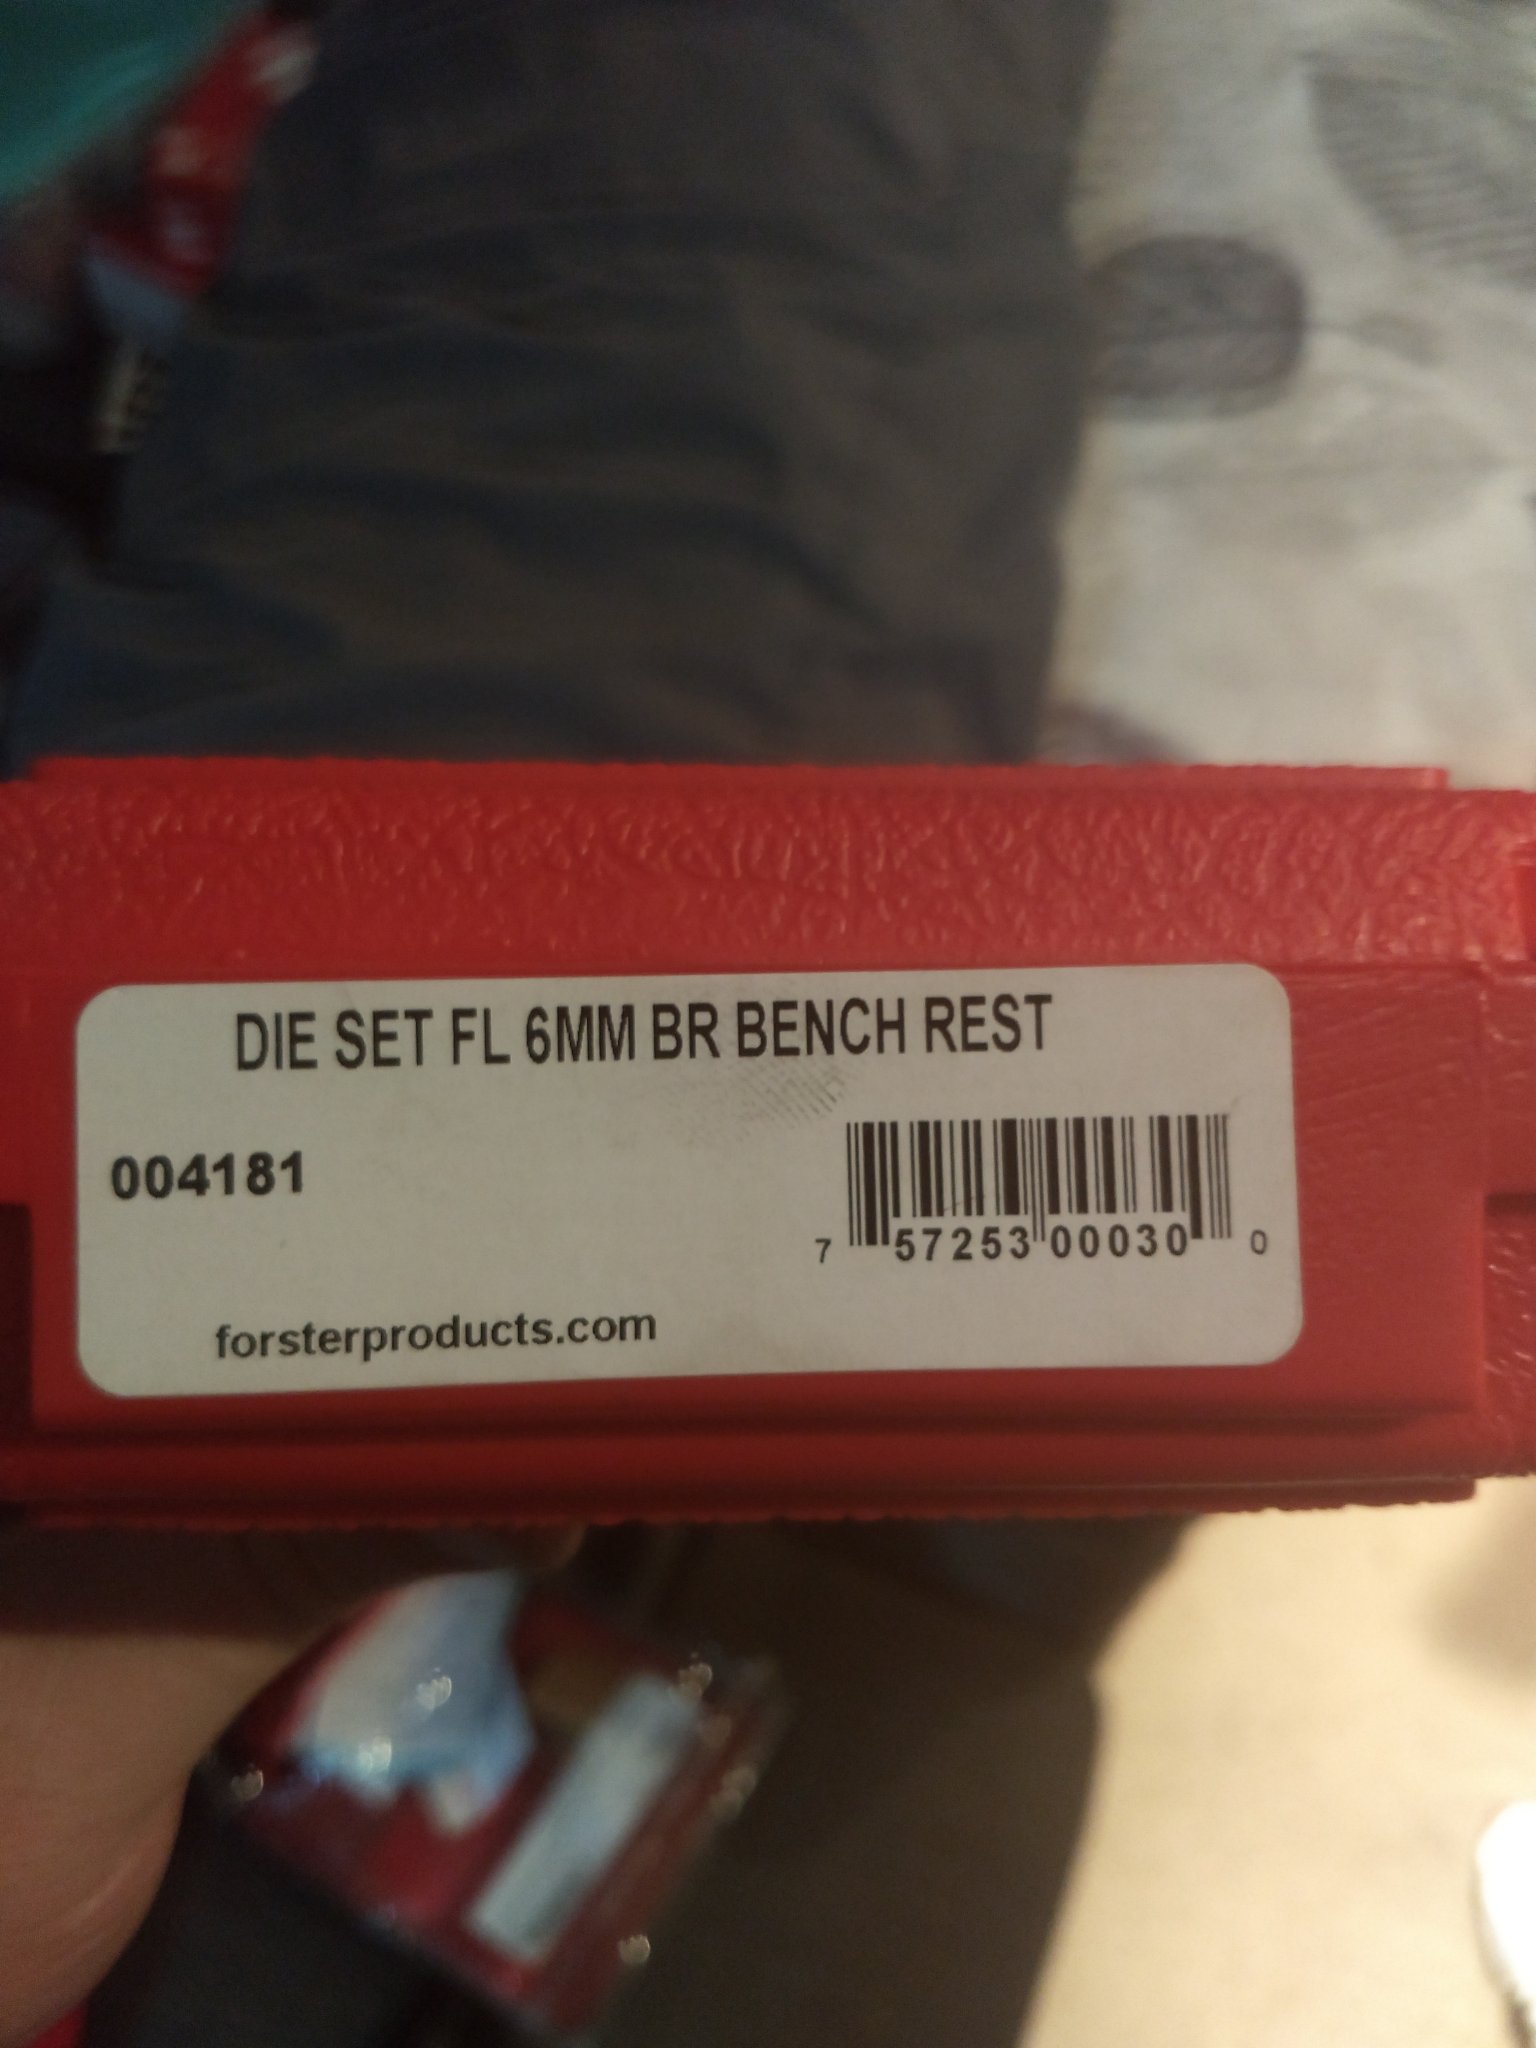 DIE SET FL 6MM BR BENCH REST
004181
7 57253 00030 0
forsterproducts.com